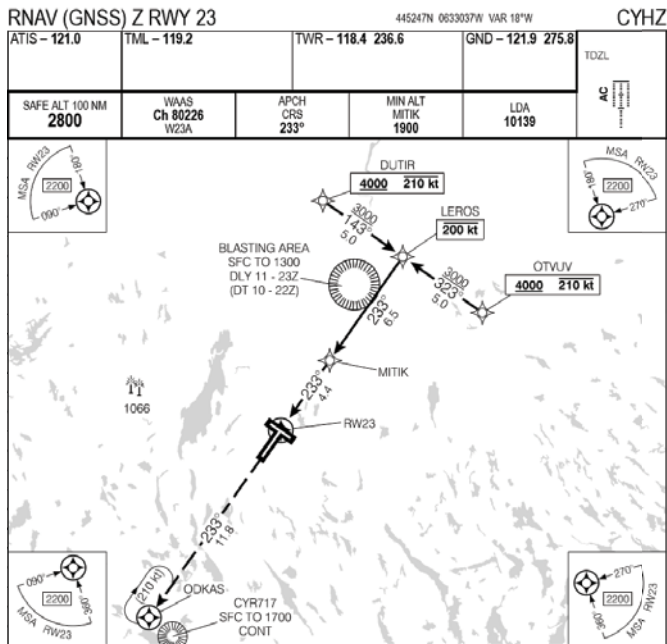 RNAV (GNSS) Z RWY 23
445247N 0633037W VAR 18°W
CYHZ
ATIS – 121.0
TML – 119.2
TWR – 118.4 236.6
GND – 121.9 275.8
TDZL
AC
SAFE ALT 100 NM
2800
WAAS
Ch 80226
W23A
APCH
CRS
233°
MIN ALT
MITIK
1900
LDA
10139
MSA RW23
180°
2200
090°
MSA RW23
180°
2200
270°
DUTIR
4000 210 kt
3000
143°
5.0
LEROS
200 kt
BLASTING AREA
SFC TO 1300
DLY 11 - 23Z
(DT 10 - 22Z)
OTVUV
4000 210 kt
3000
323°
5.0
233°
6.5
MITIK
1066
233°
4.4
RW23
233°
11.8
(210 kt)
ODKAS
CYR717
SFC TO 1700
CONT
090°
360°
2200
MSA RW23
270°
360°
2200
MSA RW23